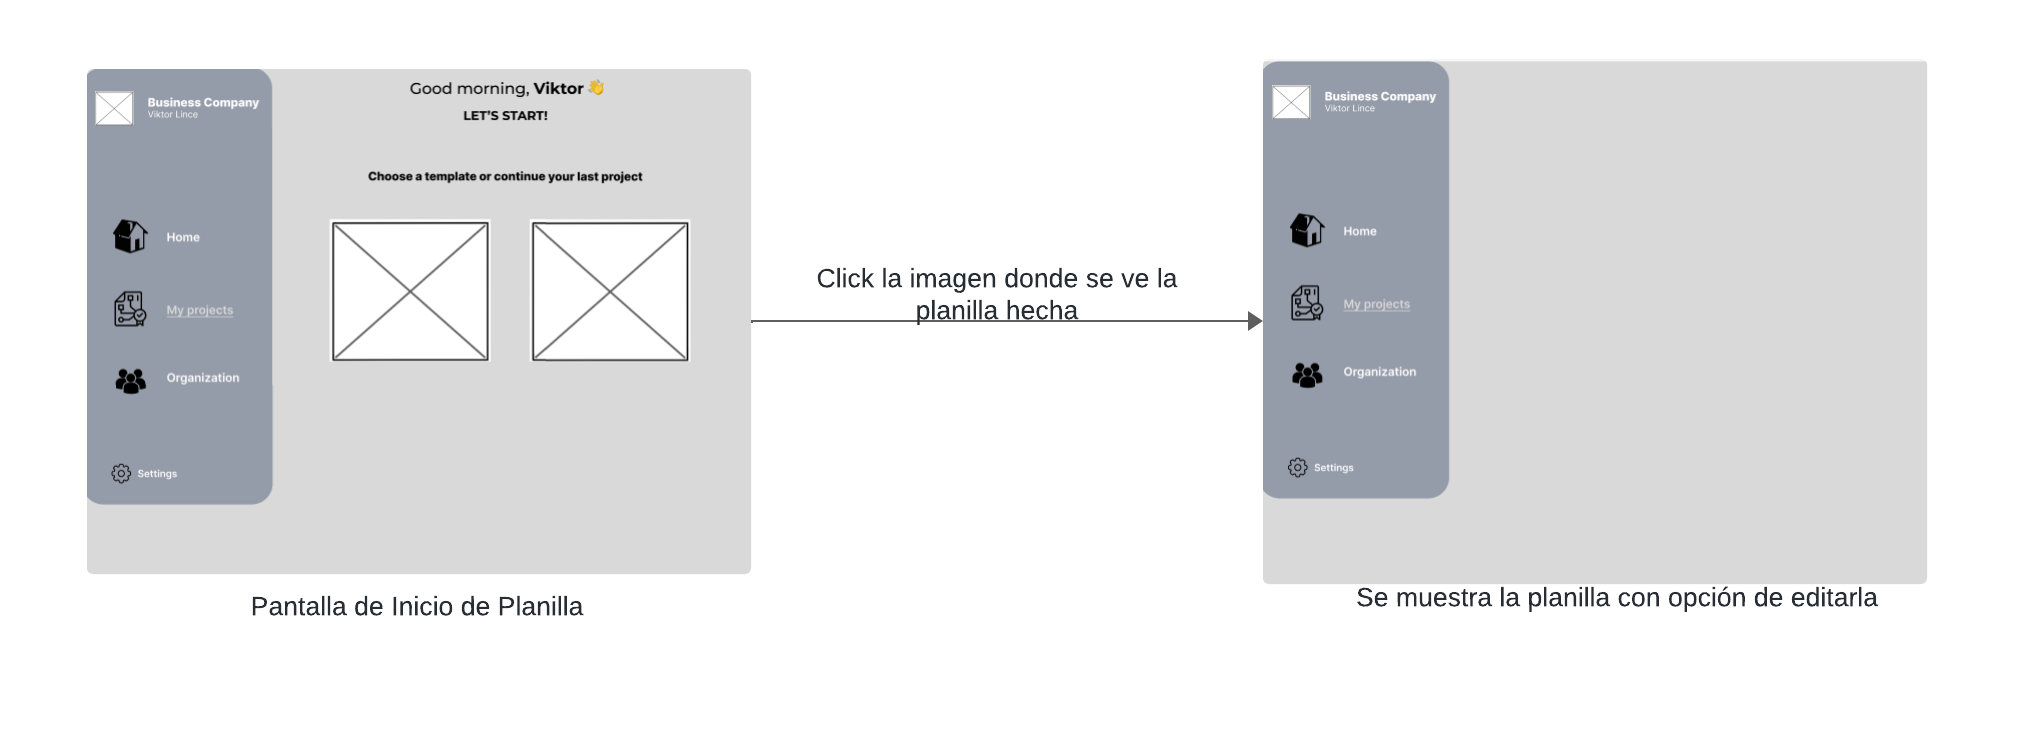 Good morning, Viktor 👋
LET'S START!
Business Company
Viktor Lince
Choose a template or continue your last project
Home
My projects
Organization
Settings
Pantalla de Inicio de Planilla
Click la imagen donde se ve la
planilla hecha
Business Company
Viktor Lince
Home
My projects
Organization
Settings
Se muestra la planilla con opción de editarla